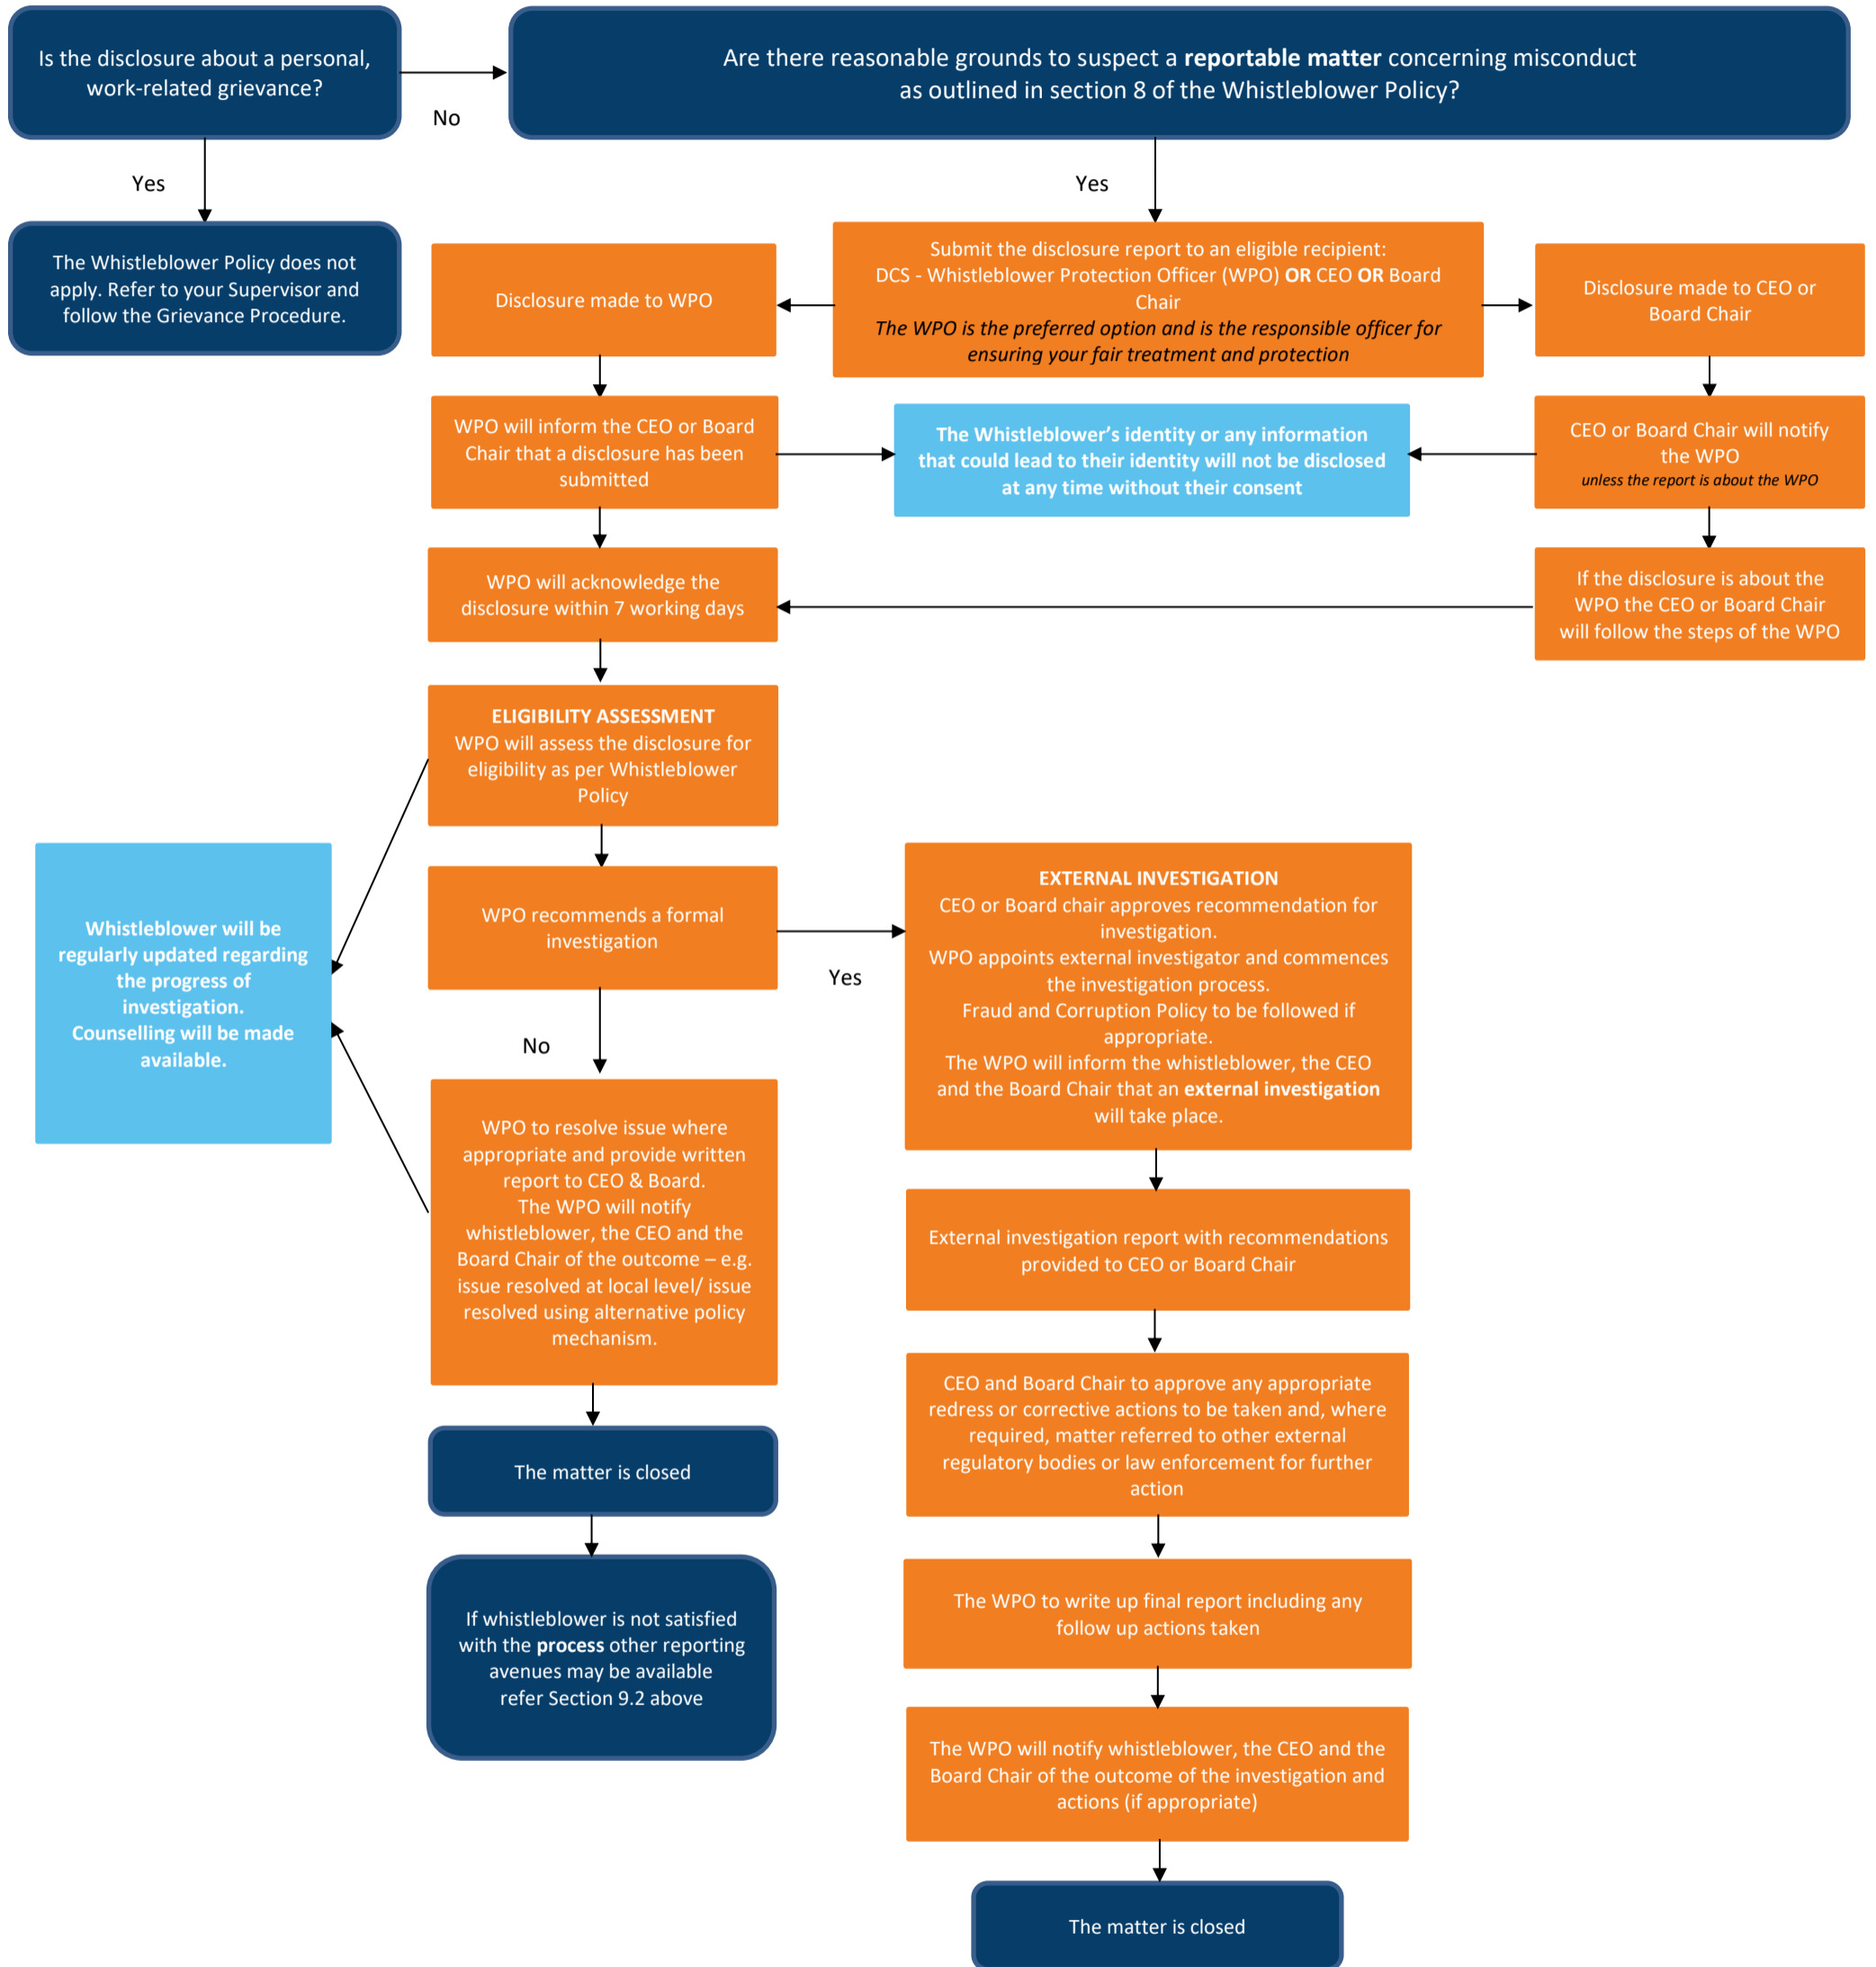 Is the disclosure about a personal,
work-related grievance?
No
Are there reasonable grounds to suspect a reportable matter concerning misconduct
as outlined in section 8 of the Whistleblower Policy?
Yes
Yes
The Whistleblower Policy does not
apply. Refer to your Supervisor and
follow the Grievance Procedure.
Submit the disclosure report to an eligible recipient:
DCS - Whistleblower Protection Officer (WPO) OR CEO OR Board
Chair
The WPO is the preferred option and is the responsible officer for
ensuring your fair treatment and protection
Disclosure made to WPO
Disclosure made to CEO or
Board Chair
WPO will inform the CEO or Board
Chair that a disclosure has been
submitted
The Whistleblower’s identity or any information
that could lead to their identity will not be disclosed
at any time without their consent
CEO or Board Chair will notify
the WPO
unless the report is about the WPO
WPO will acknowledge the
disclosure within 7 working days
If the disclosure is about the
WPO the CEO or Board Chair
will follow the steps of the WPO
ELIGIBILITY ASSESSMENT
WPO will assess the disclosure for
eligibility as per Whistleblower
Policy
Whistleblower will be
regularly updated regarding
the progress of
investigation.
Counselling will be made
available.
WPO recommends a formal
investigation
Yes
No
EXTERNAL INVESTIGATION
CEO or Board chair approves recommendation for
investigation.
WPO appoints external investigator and commences
the investigation process.
Fraud and Corruption Policy to be followed if
appropriate.
The WPO will inform the whistleblower, the CEO
and the Board Chair that an external investigation
will take place.
WPO to resolve issue where
appropriate and provide written
report to CEO & Board.
The WPO will notify
whistleblower, the CEO and the
Board Chair of the outcome – e.g.
issue resolved at local level/ issue
resolved using alternative policy
mechanism.
External investigation report with recommendations
provided to CEO or Board Chair
The matter is closed
CEO and Board Chair to approve any appropriate
redress or corrective actions to be taken and, where
required, matter referred to other external
regulatory bodies or law enforcement for further
action
If whistleblower is not satisfied
with the process other reporting
avenues may be available
refer Section 9.2 above
The WPO to write up final report including any
follow up actions taken
The WPO will notify whistleblower, the CEO and the
Board Chair of the outcome of the investigation and
actions (if appropriate)
The matter is closed